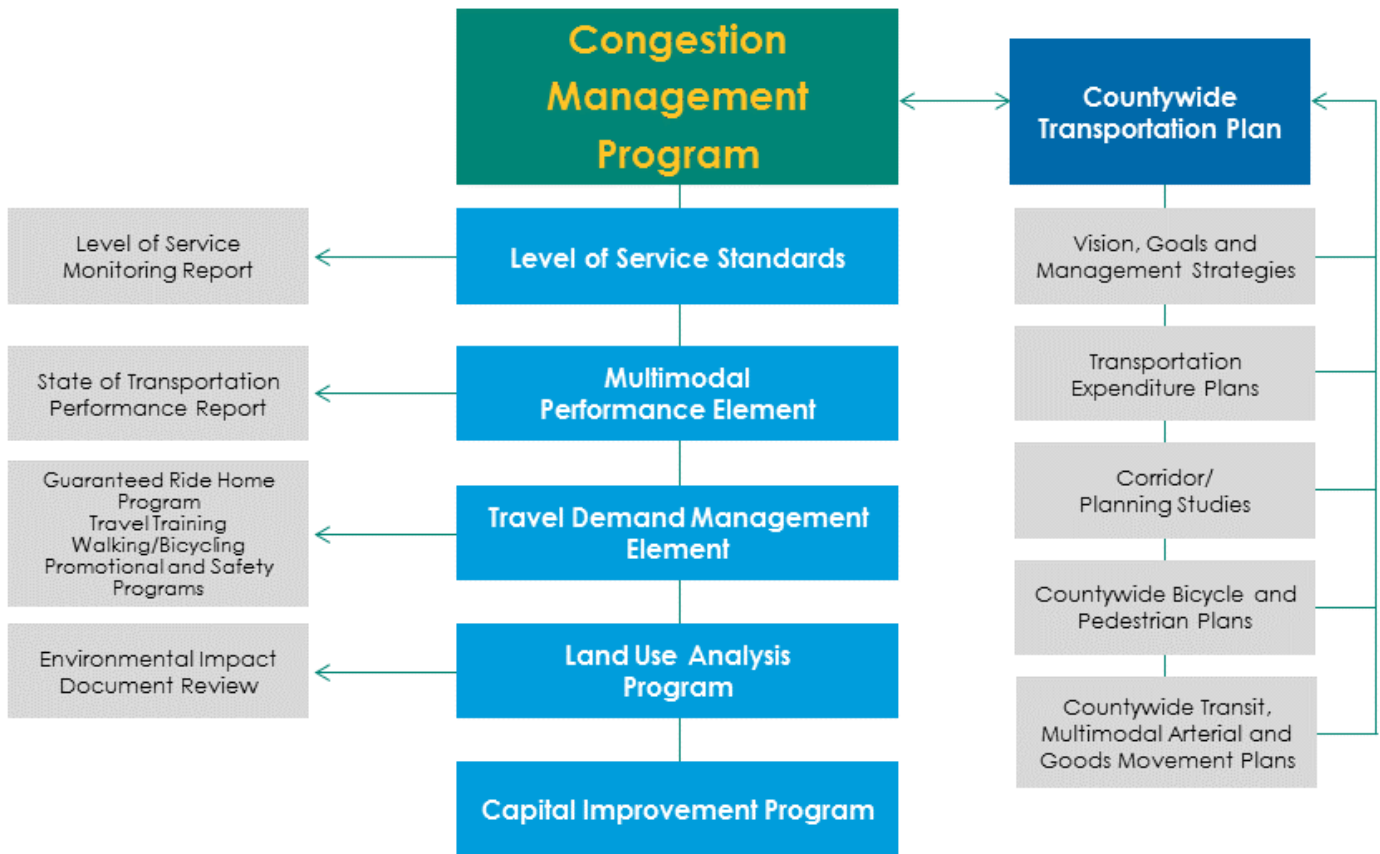 Congestion
Management
Program
Countywide
Transportation Plan
Level of Service
Monitoring Report
Level of Service Standards
Vision, Goals and
Management Strategies
State of Transportation
Performance Report
Multimodal
Performance Element
Transportation
Expenditure Plans
Guaranteed Ride Home
Program
Travel Training
Walking/Bicycling
Promotional and Safety
Programs
Travel Demand Management
Element
Corridor/
Planning Studies
Environmental Impact
Document Review
Land Use Analysis
Program
Countywide Bicycle and
Pedestrian Plans
Capital Improvement Program
Countywide Transit,
Multimodal Arterial and
Goods Movement Plans